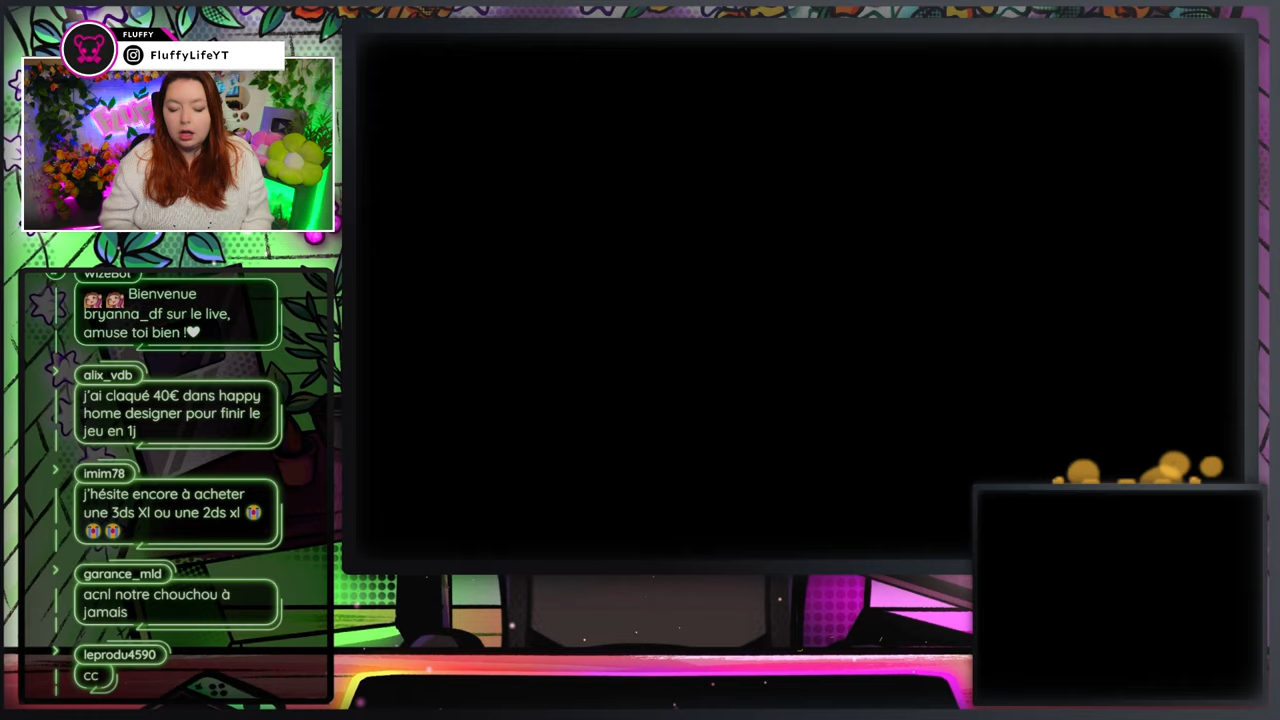 FLUFFY
FluffyLifeYT
Fluffy
WizeBot
Bienvenue
bryanna_df sur le live,
amuse toi bien !🤍
alix_vdb
j'ai claqué 40€ dans happy
home designer pour finir le
jeu en 1j
imim78
j'hésite encore à acheter
une 3ds Xl ou une 2ds xl 😭
😭 😭
garance_mld
acnl notre chouchou à
jamais
leprodu4590
cc